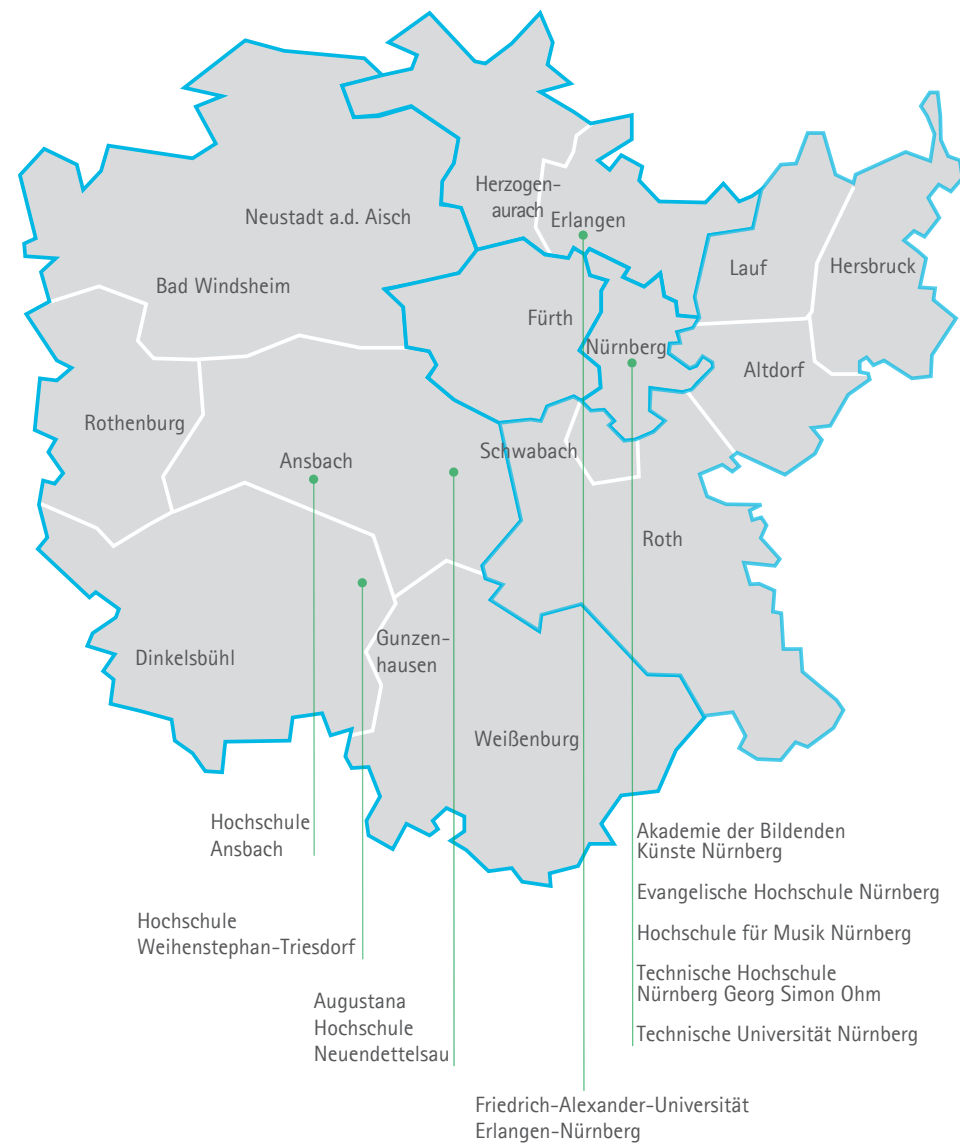 Herzogen-
aurach
Neustadt a.d. Aisch
Erlangen
Lauf
Hersbruck
Bad Windsheim
Fürth
Nürnberg
Altdorf
Rothenburg
Ansbach
Schwabach
Roth
Gunzen-
hausen
Dinkelsbühl
Weißenburg
Hochschule
Ansbach
Hochschule
Weihenstephan-Triesdorf
Augustana
Hochschule
Neuendettelsau
Friedrich-Alexander-Universität
Erlangen-Nürnberg
Akademie der Bildenden
Künste Nürnberg
Evangelische Hochschule Nürnberg
Hochschule für Musik Nürnberg
Technische Hochschule
Nürnberg Georg Simon Ohm
Technische Universität Nürnberg